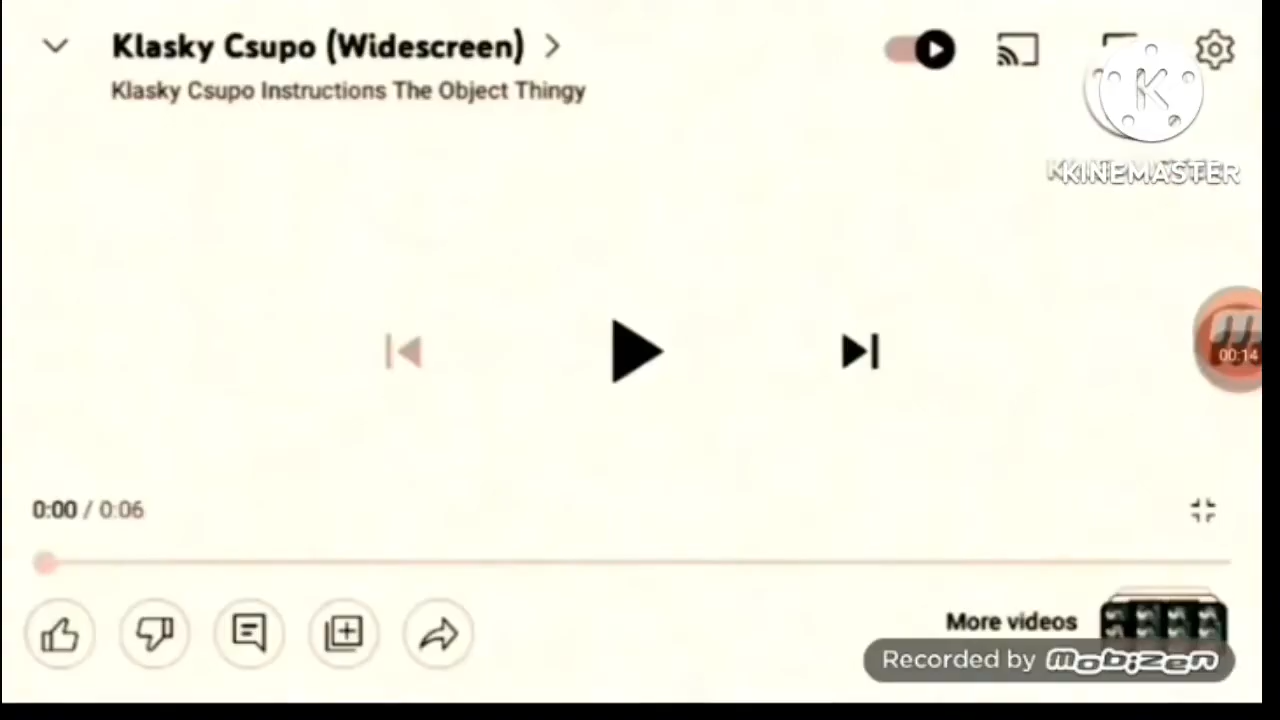 Klasky Csupo (Widescreen)
Klasky Csupo Instructions The Object Thingy
K
KINEMASTER
00:14
0:00 / 0:06
More videos
Recorded by Mobizen